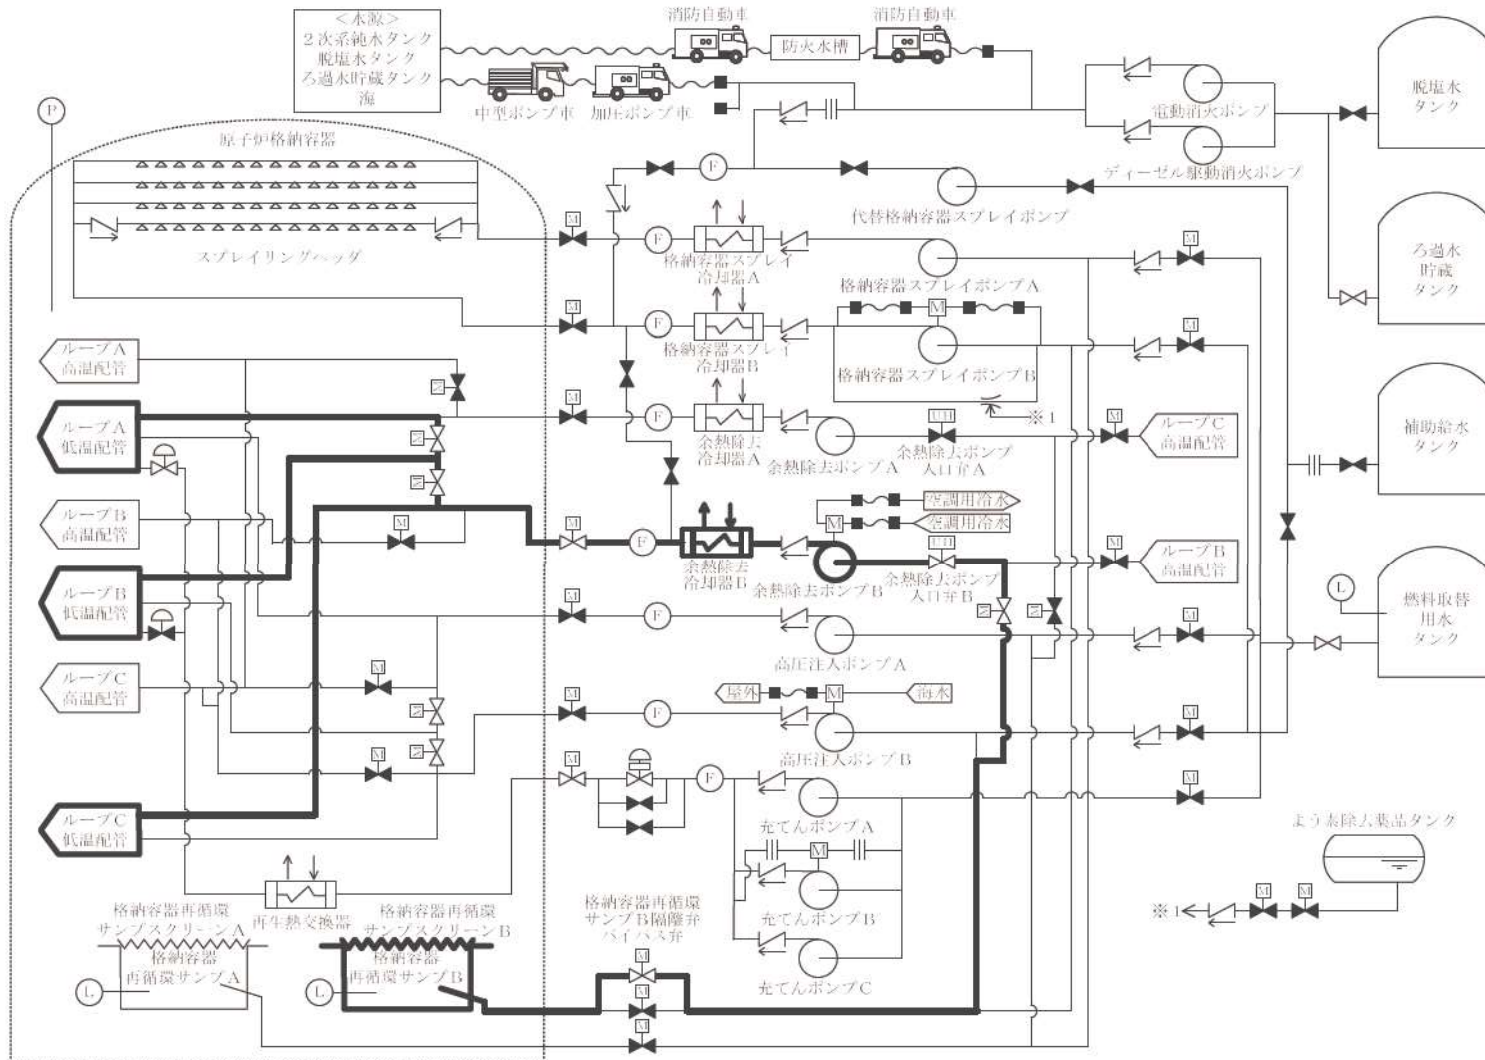 <水源>
2次系純水タンク
脱塩水タンク
ろ過水貯蔵タンク
海
消防自動車
消防自動車
防火水槽
中型ポンプ車
加圧ポンプ車
P
原子炉格納容器
スプレイリングヘッダ
電動消火ポンプ
ディーゼル駆動消火ポンプ
脱塩水
タンク
F
代替格納容器スプレイポンプ
M
F
格納容器スプレイ
冷却器A
格納容器スプレイポンプA
M
ろ過水
貯蔵
タンク
M
F
格納容器スプレイ
冷却器B
M
格納容器スプレイポンプB
M
※1
ループA
高温配管
M
ループA
低温配管
M
M
M
F
余熱除去
冷却器A
余熱除去ポンプA
余熱除去ポンプ
入口弁A
M
ループC
高温配管
補助給水
タンク
ループB
高温配管
M
M
F
余熱除去
冷却器B
M
空調用冷水
空調用冷水
余熱除去ポンプB
余熱除去ポンプ
入口弁B
M
ループB
高温配管
ループB
低温配管
M
F
高圧注入ポンプA
M
M
M
L
燃料取替
用水
タンク
ループC
高温配管
M
M
M
M
M
F
屋外
M
海水
高圧注入ポンプB
M
ループC
低温配管
M
F
充てんポンプA
M
M
充てんポンプB
充てんポンプC
よう素除去薬品タンク
※1
M
M
再生熱交換器
格納容器再循環
サンプスクリーンA
格納容器
再循環サンプA
L
格納容器再循環
サンプスクリーンB
格納容器
再循環サンプB
L
格納容器再循環
サンプB隔離弁
バイパス弁
M
M
M